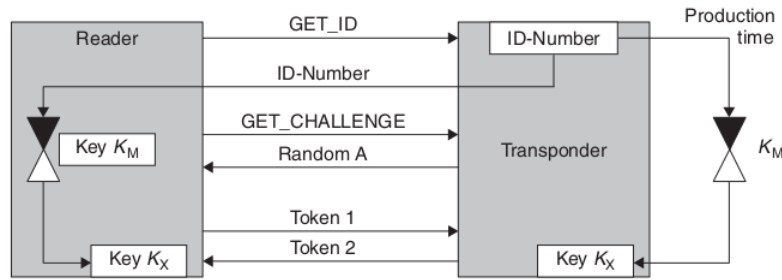 Reader
GET_ID
ID-Number
Production
time
ID-Number
Key K_M
GET_CHALLENGE
Random A
Transponder
K_M
Token 1
Token 2
Key K_X
Key K_X